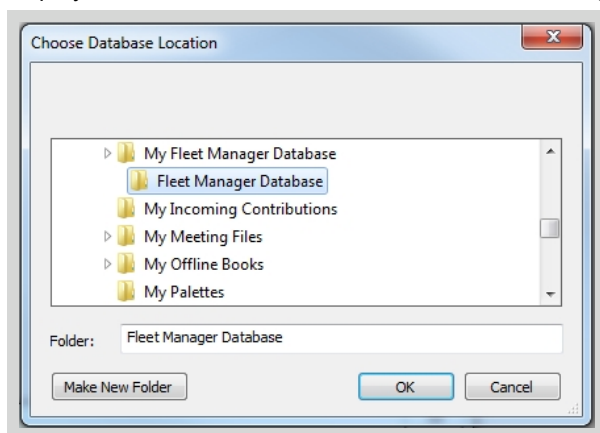 Choose Database Location
My Fleet Manager Database
Fleet Manager Database
My Incoming Contributions
My Meeting Files
My Offline Books
My Palettes
Folder: Fleet Manager Database
Make New Folder OK Cancel